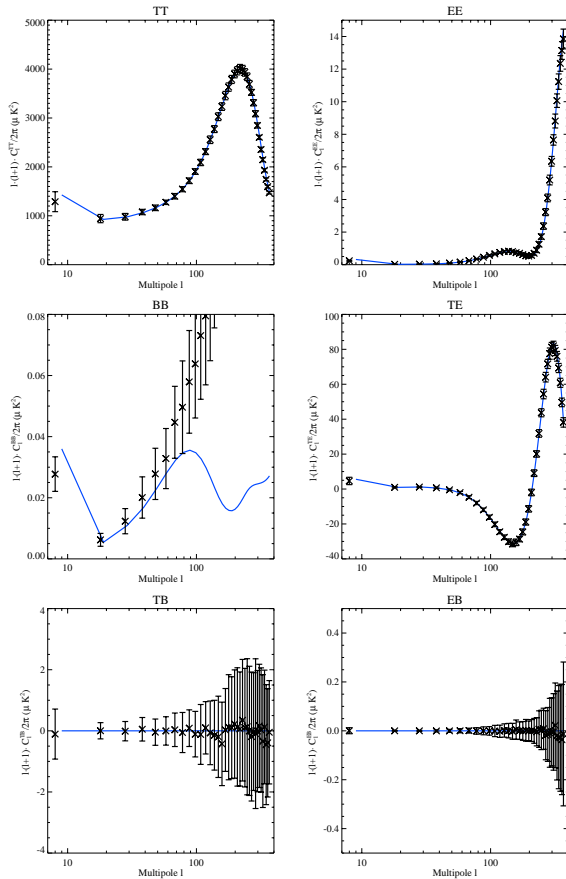 TT
5000
4000
3000
2000
1000
0
l·(l+1)· C_l^TT/2π (μ K²)
10
100
Multipole l
EE
14
12
10
8
6
4
2
0
l·(l+1)· C_l^EE/2π (μ K²)
10
100
Multipole l
BB
0.08
0.06
0.04
0.02
0.00
l·(l+1)· C_l^BB/2π (μ K²)
10
100
Multipole l
TE
100
80
60
40
20
0
-20
-40
l·(l+1)· C_l^TE/2π (μ K²)
10
100
Multipole l
TB
4
2
0
-2
-4
l·(l+1)· C_l^TB/2π (μ K²)
10
100
Multipole l
EB
0.4
0.2
0.0
-0.2
-0.4
l·(l+1)· C_l^EB/2π (μ K²)
10
100
Multipole l